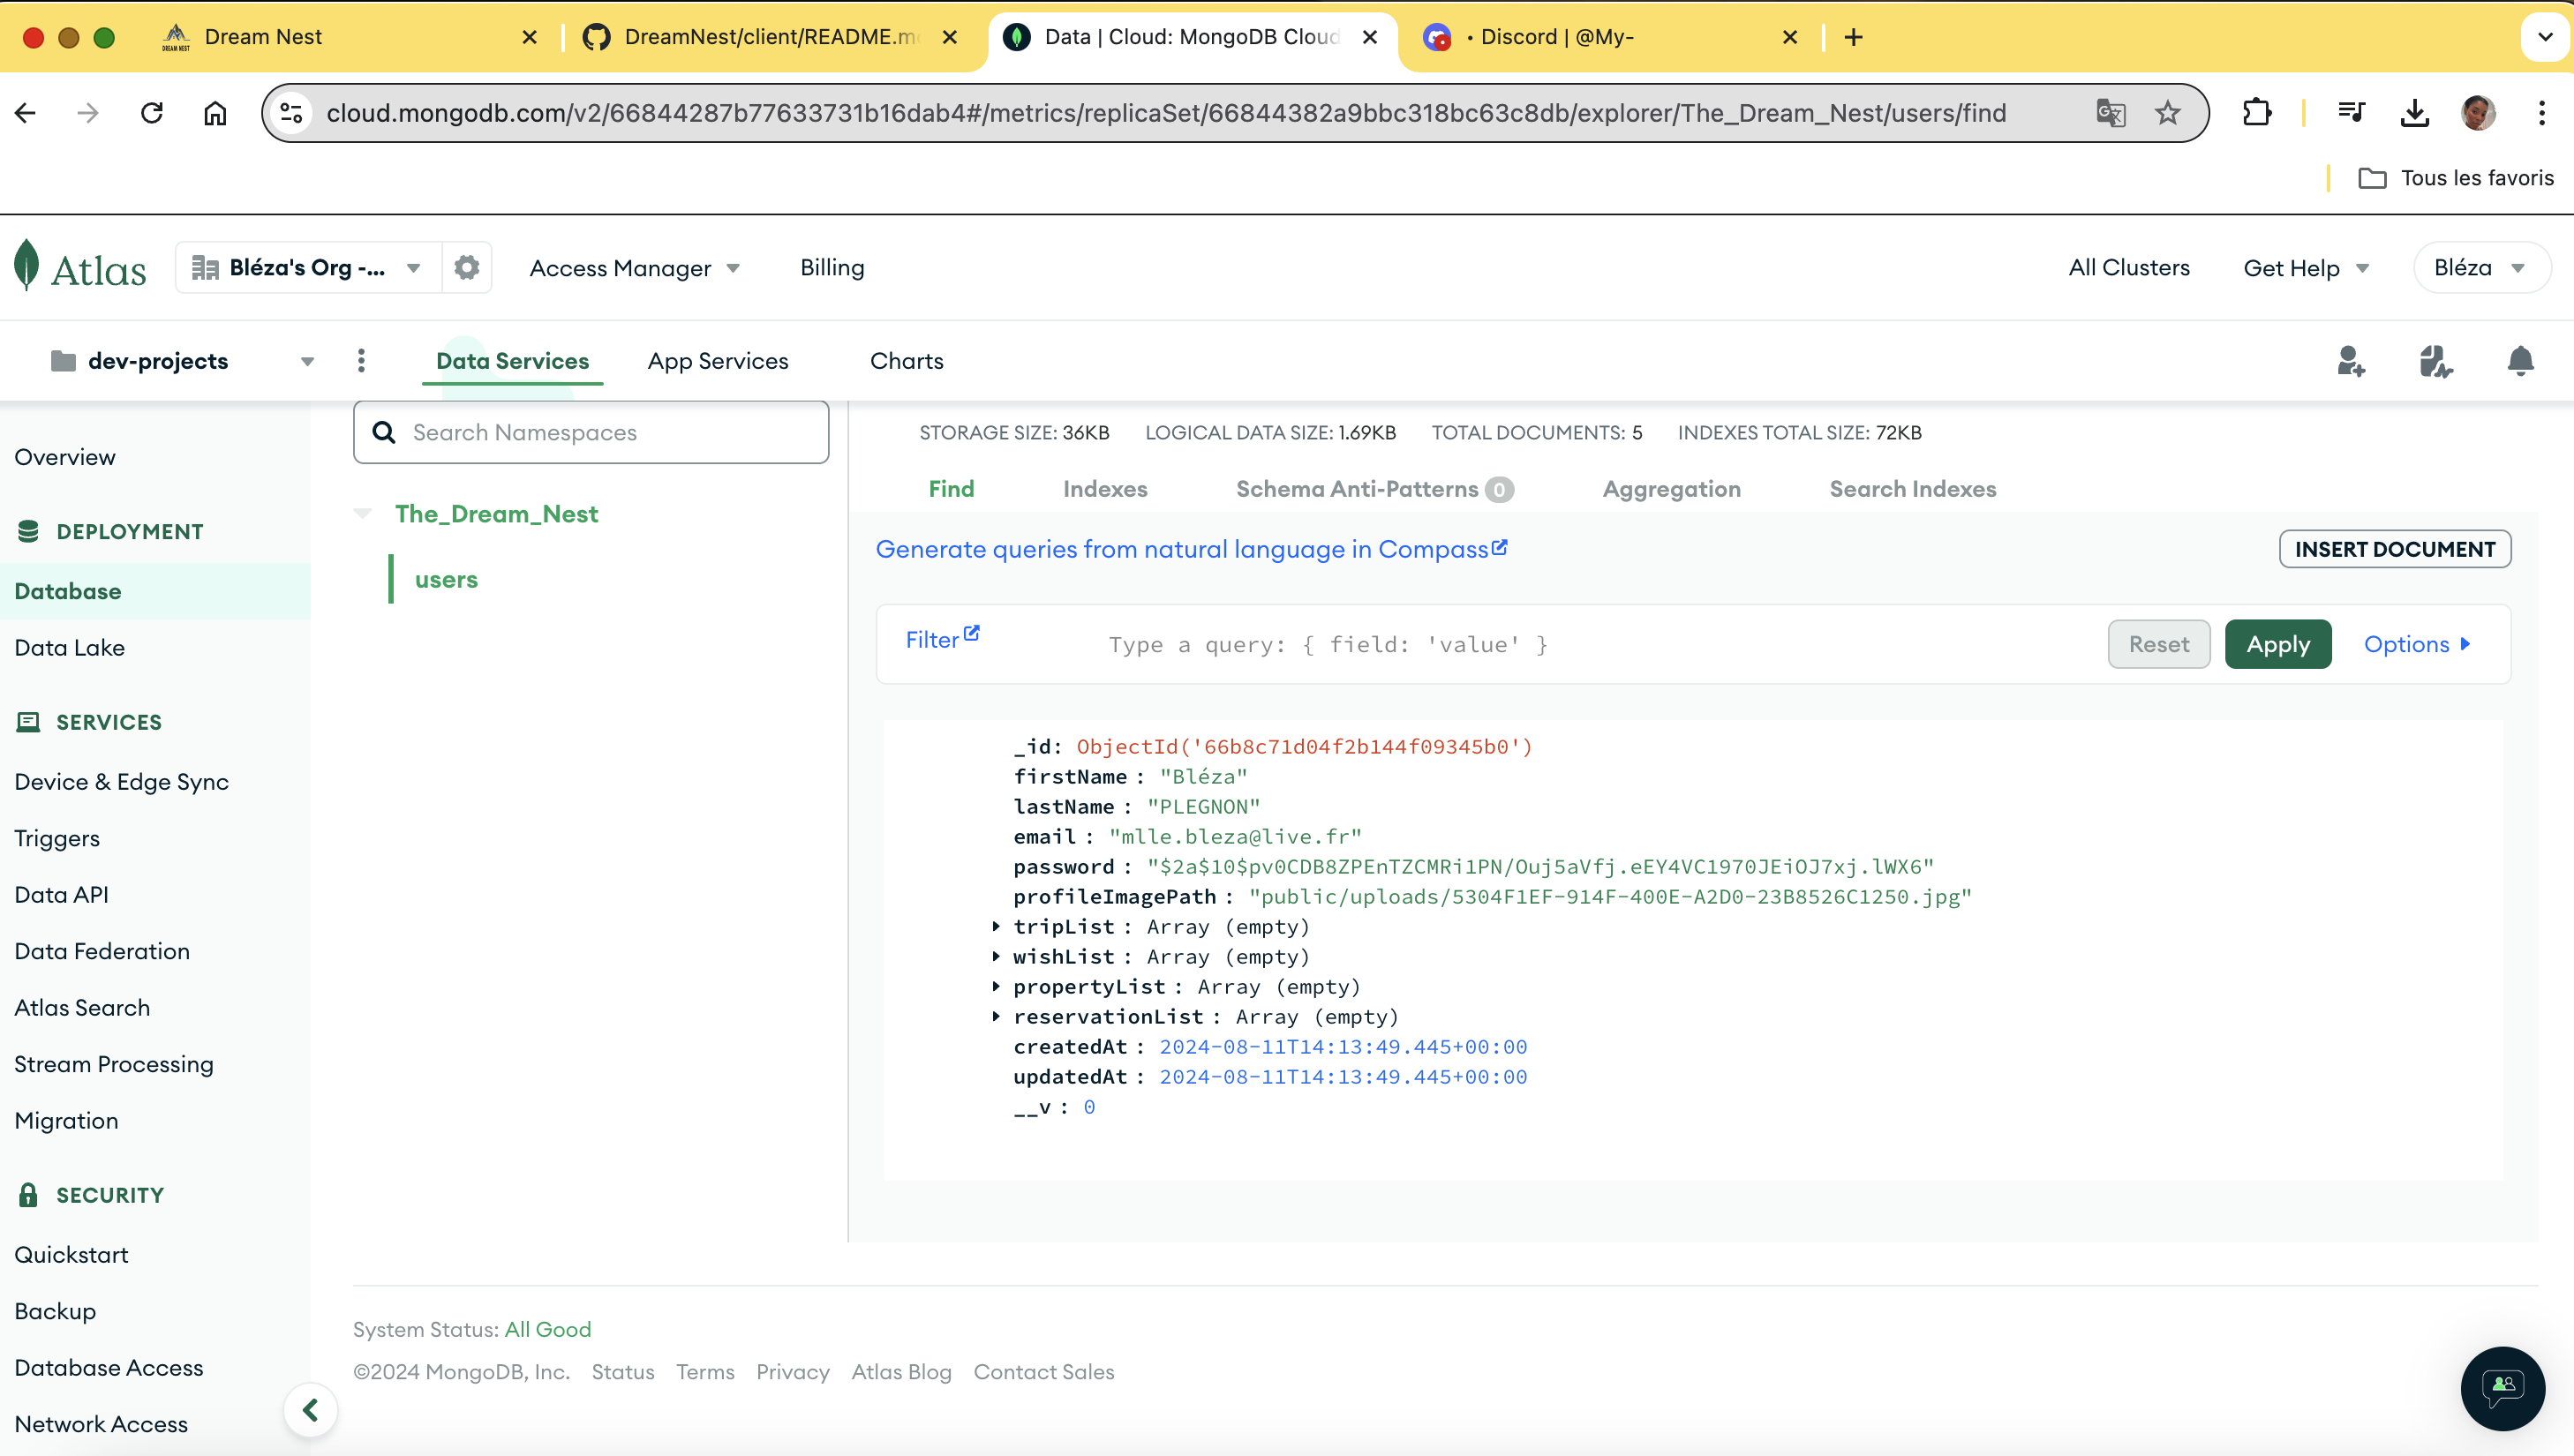 Dream Nest
DreamNest/client/README.m
Data | Cloud: MongoDB Cloud
• Discord | @My-
cloud.mongodb.com/v2/66844287b77633731b16dab4#/metrics/replicaSet/66844382a9bbc318bc63c8db/explorer/The_Dream_Nest/users/find
Tous les favoris
Atlas
Bléza's Org -...
Access Manager
Billing
All Clusters
Get Help
Bléza
dev-projects
Data Services
App Services
Charts
Overview
DEPLOYMENT
Database
Data Lake
SERVICES
Device & Edge Sync
Triggers
Data API
Data Federation
Atlas Search
Stream Processing
Migration
SECURITY
Quickstart
Backup
Database Access
Network Access
Search Namespaces
The_Dream_Nest
users
STORAGE SIZE: 36KB LOGICAL DATA SIZE: 1.69KB TOTAL DOCUMENTS: 5 INDEXES TOTAL SIZE: 72KB
Find Indexes Schema Anti-Patterns 0 Aggregation Search Indexes
Generate queries from natural language in Compass
INSERT DOCUMENT
Filter
Type a query: { field: 'value' }
Reset
Apply
Options
_id: ObjectId('66b8c71d04f2b144f09345b0')
firstName : "Bléza"
lastName : "PLEGNON"
email : "mlle.bleza@live.fr"
password : "$2a$10$pv0CDB8ZPEnTZCMRi1PN/Ouj5aVfj.eEY4VC1970JEiOJ7xj.lWX6"
profileImagePath : "public/uploads/5304F1EF-914F-400E-A2D0-23B8526C1250.jpg"
tripList : Array (empty)
wishList : Array (empty)
propertyList : Array (empty)
reservationList : Array (empty)
createdAt : 2024-08-11T14:13:49.445+00:00
updatedAt : 2024-08-11T14:13:49.445+00:00
__v : 0
System Status: All Good
©2024 MongoDB, Inc. Status Terms Privacy Atlas Blog Contact Sales